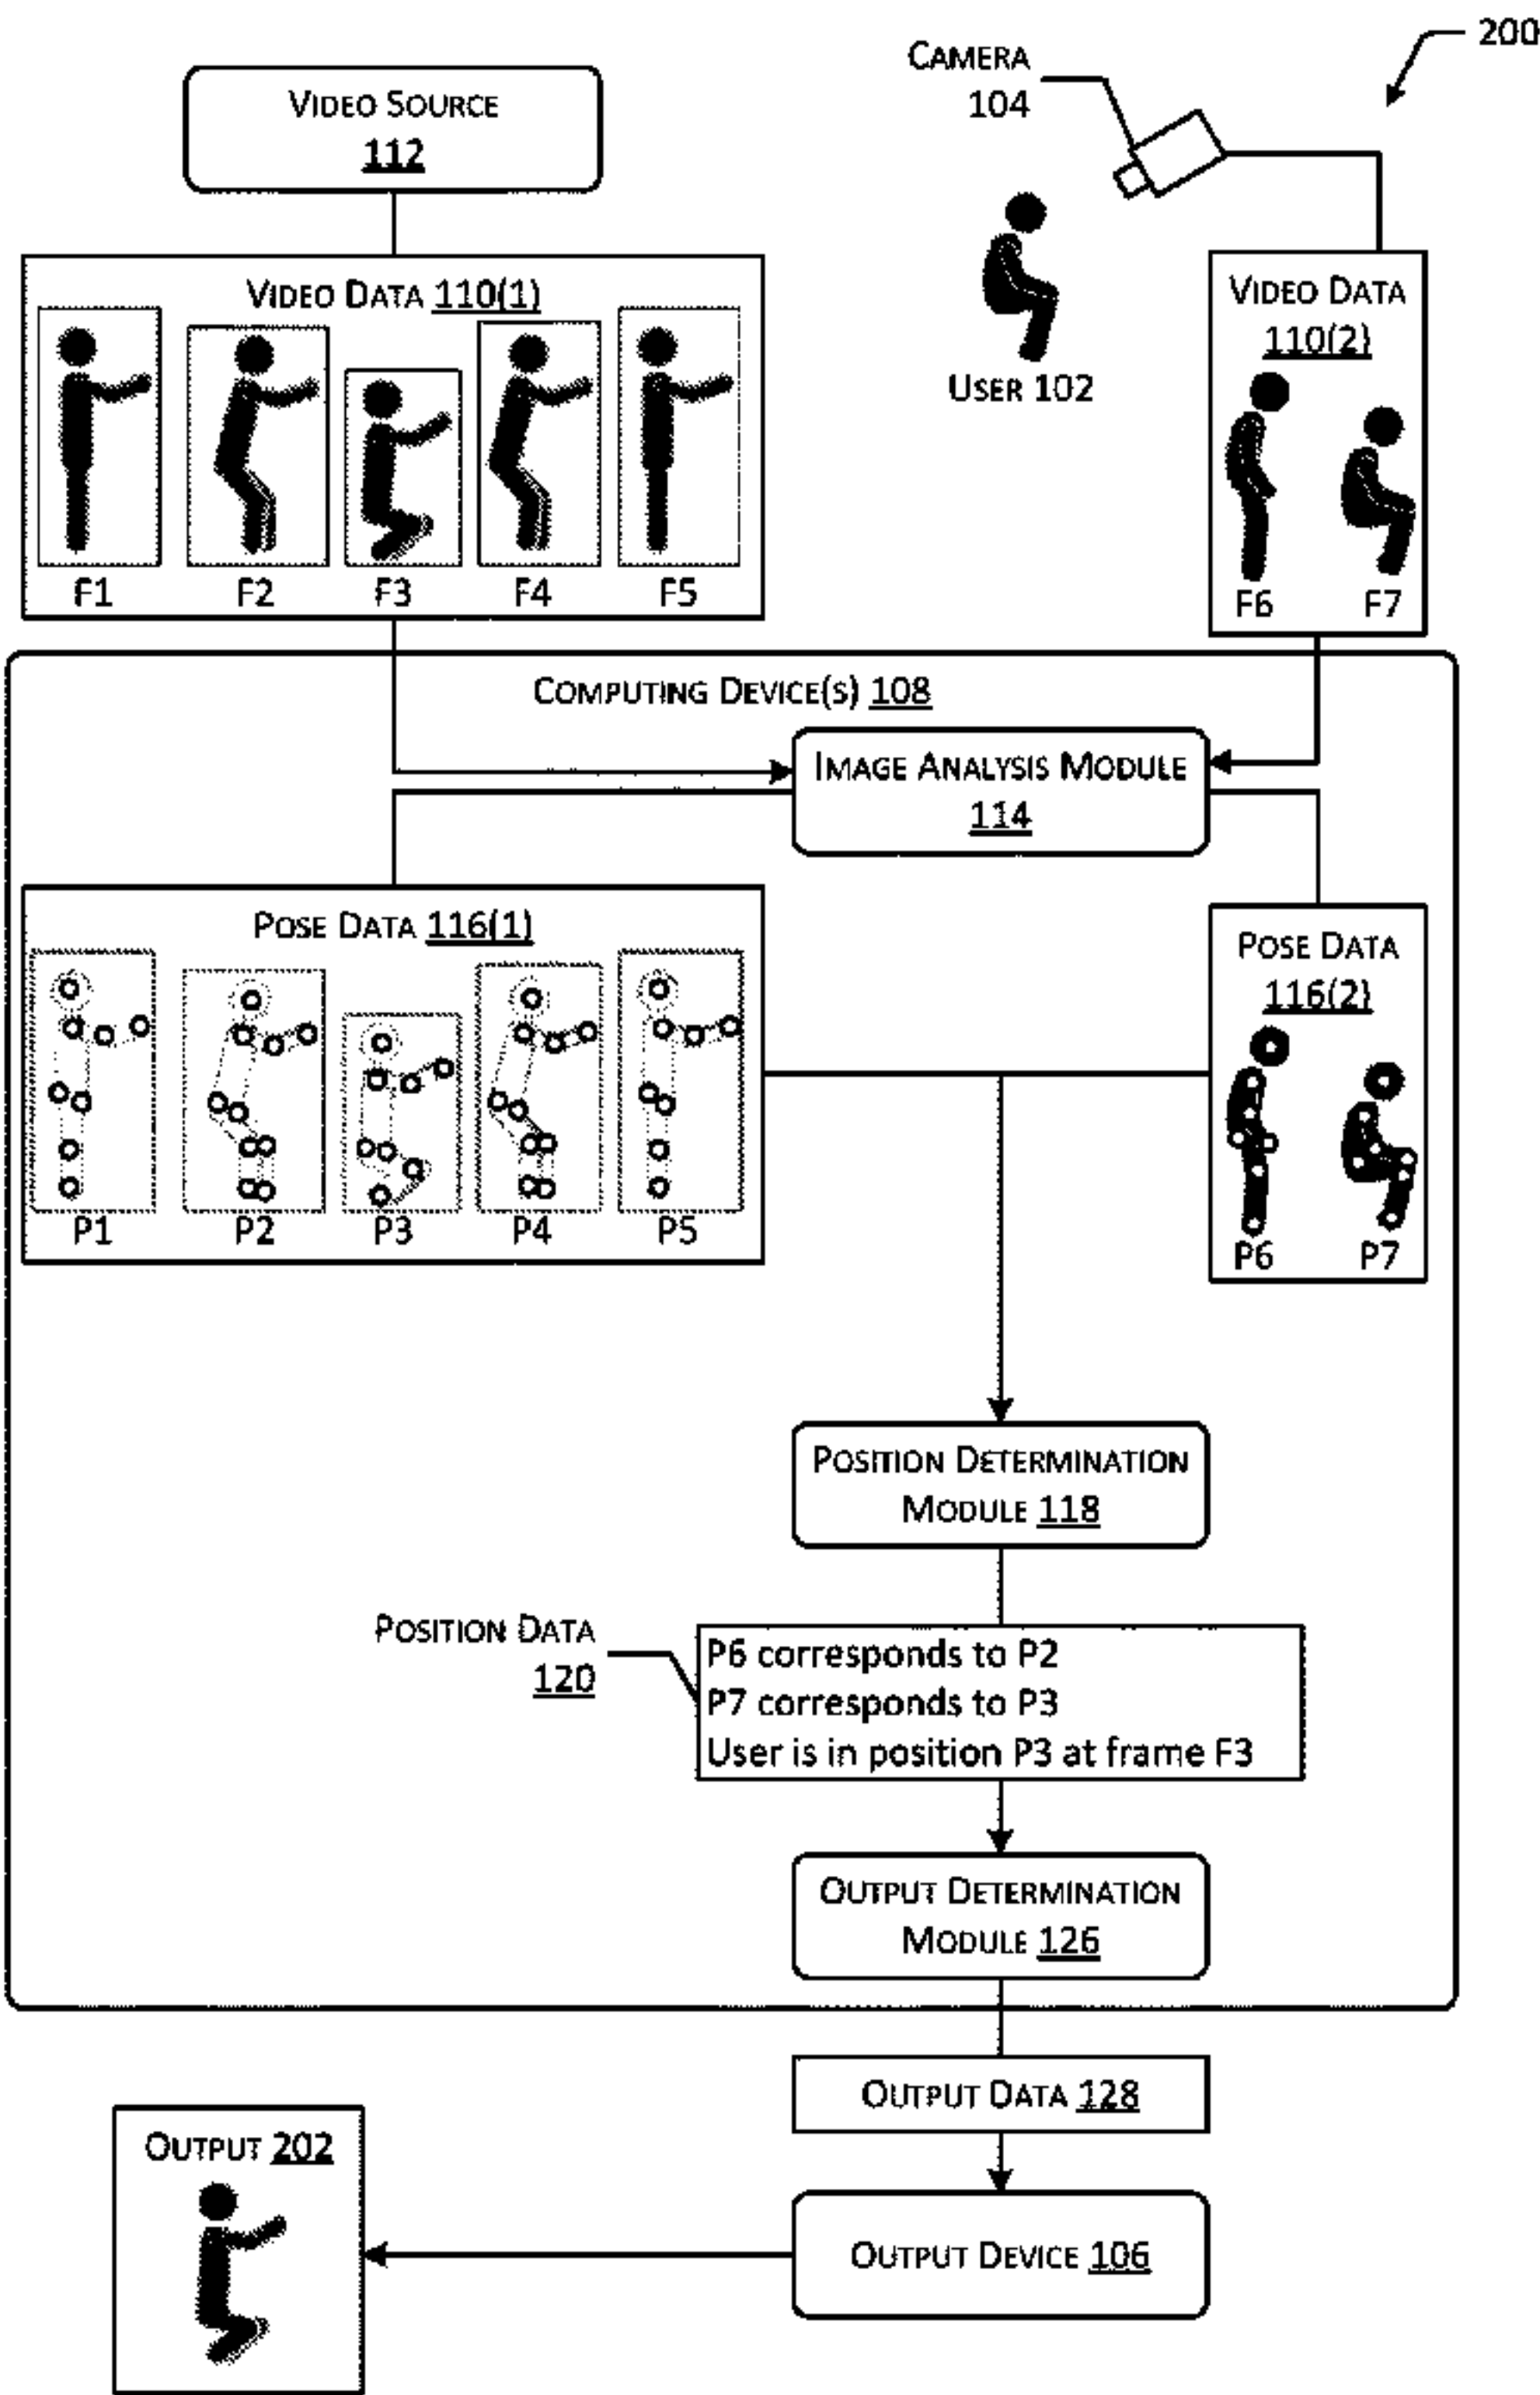 200
CAMERA
104
VIDEO SOURCE
112
VIDEO DATA 110(1)
F1 F2 F3 F4 F5
USER 102
VIDEO DATA
110(2)
F6 F7
COMPUTING DEVICE(S) 108
IMAGE ANALYSIS MODULE
114
POSE DATA 116(1)
P1 P2 P3 P4 P5
POSE DATA
116(2)
P6 P7
POSITION DETERMINATION
MODULE 118
POSITION DATA
120
P6 corresponds to P2
P7 corresponds to P3
User is in position P3 at frame F3
OUTPUT DETERMINATION
MODULE 126
OUTPUT DATA 128
OUTPUT 202
OUTPUT DEVICE 106